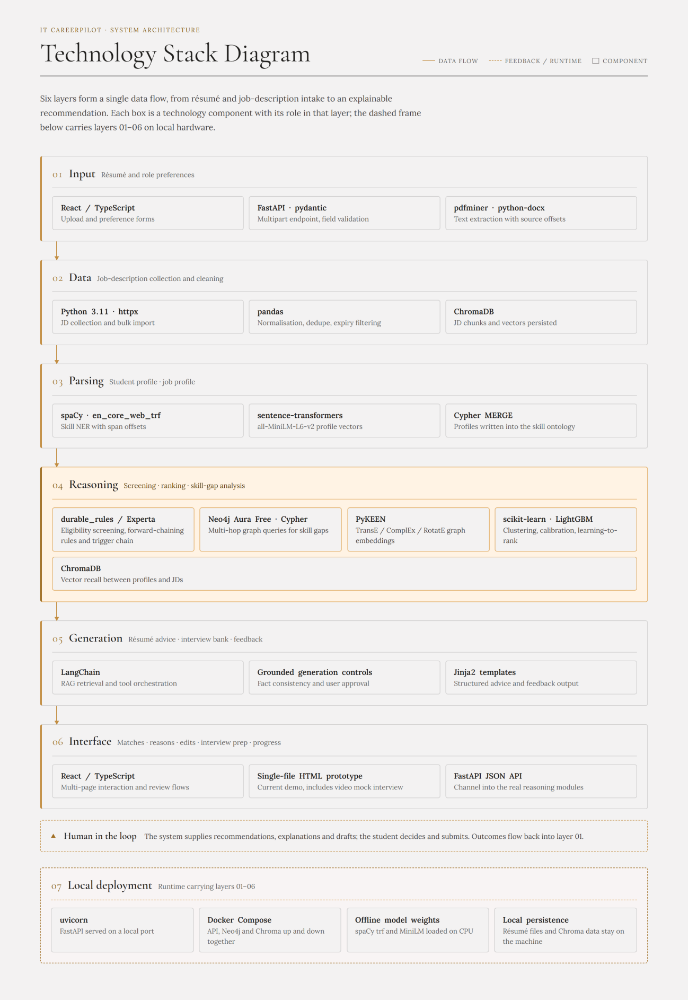 IT CAREERPILOT · SYSTEM ARCHITECTURE
Technology Stack Diagram
DATA FLOW
FEEDBACK / RUNTIME
COMPONENT
Six layers form a single data flow, from résumé and job-description intake to an explainable
recommendation. Each box is a technology component with its role in that layer; the dashed frame
below carries layers 01–06 on local hardware.
01 Input Résumé and role preferences
React / TypeScript
Upload and preference forms
FastAPI · pydantic
Multipart endpoint, field validation
pdfminer · python-docx
Text extraction with source offsets
02 Data Job-description collection and cleaning
Python 3.11 · httpx
JD collection and bulk import
pandas
Normalisation, dedupe, expiry filtering
ChromaDB
JD chunks and vectors persisted
03 Parsing Student profile · job profile
spaCy · en_core_web_trf
Skill NER with span offsets
sentence-transformers
all-MiniLM-L6-v2 profile vectors
Cypher MERGE
Profiles written into the skill ontology
04 Reasoning Screening · ranking · skill-gap analysis
durable_rules / Experta
Eligibility screening, forward-chaining
rules and trigger chain
Neo4j Aura Free · Cypher
Multi-hop graph queries for skill gaps
PyKEEN
TransE / ComplEx / RotatE graph
embeddings
scikit-learn · LightGBM
Clustering, calibration, learning-to-
rank
ChromaDB
Vector recall between profiles and JDs
05 Generation Résumé advice · interview bank · feedback
LangChain
RAG retrieval and tool orchestration
Grounded generation controls
Fact consistency and user approval
Jinja2 templates
Structured advice and feedback output
06 Interface Matches · reasons · edits · interview prep · progress
React / TypeScript
Multi-page interaction and review flows
Single-file HTML prototype
Current demo, includes video mock interview
FastAPI JSON API
Channel into the real reasoning modules
Human in the loop The system supplies recommendations, explanations and drafts; the student decides and submits. Outcomes flow back into layer 01.
07 Local deployment Runtime carrying layers 01–06
uvicorn
FastAPI served on a local port
Docker Compose
API, Neo4j and Chroma up and down
together
Offline model weights
spaCy trf and MiniLM loaded on CPU
Local persistence
Résumé files and Chroma data stay on
the machine